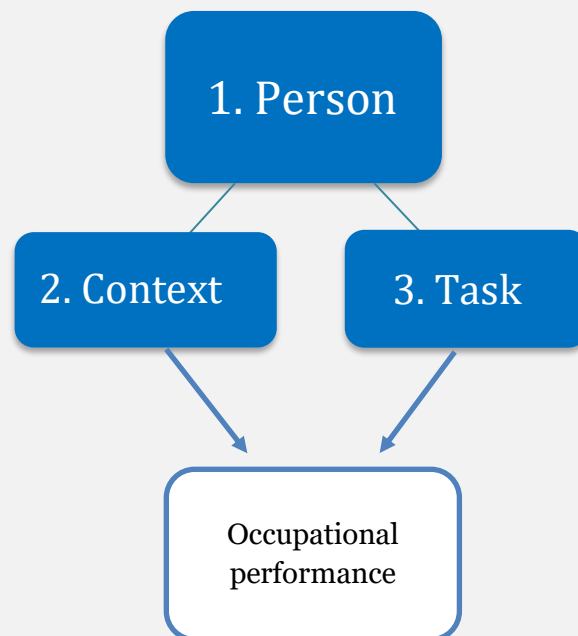 1. Person
2. Context
3. Task
Occupational
performance